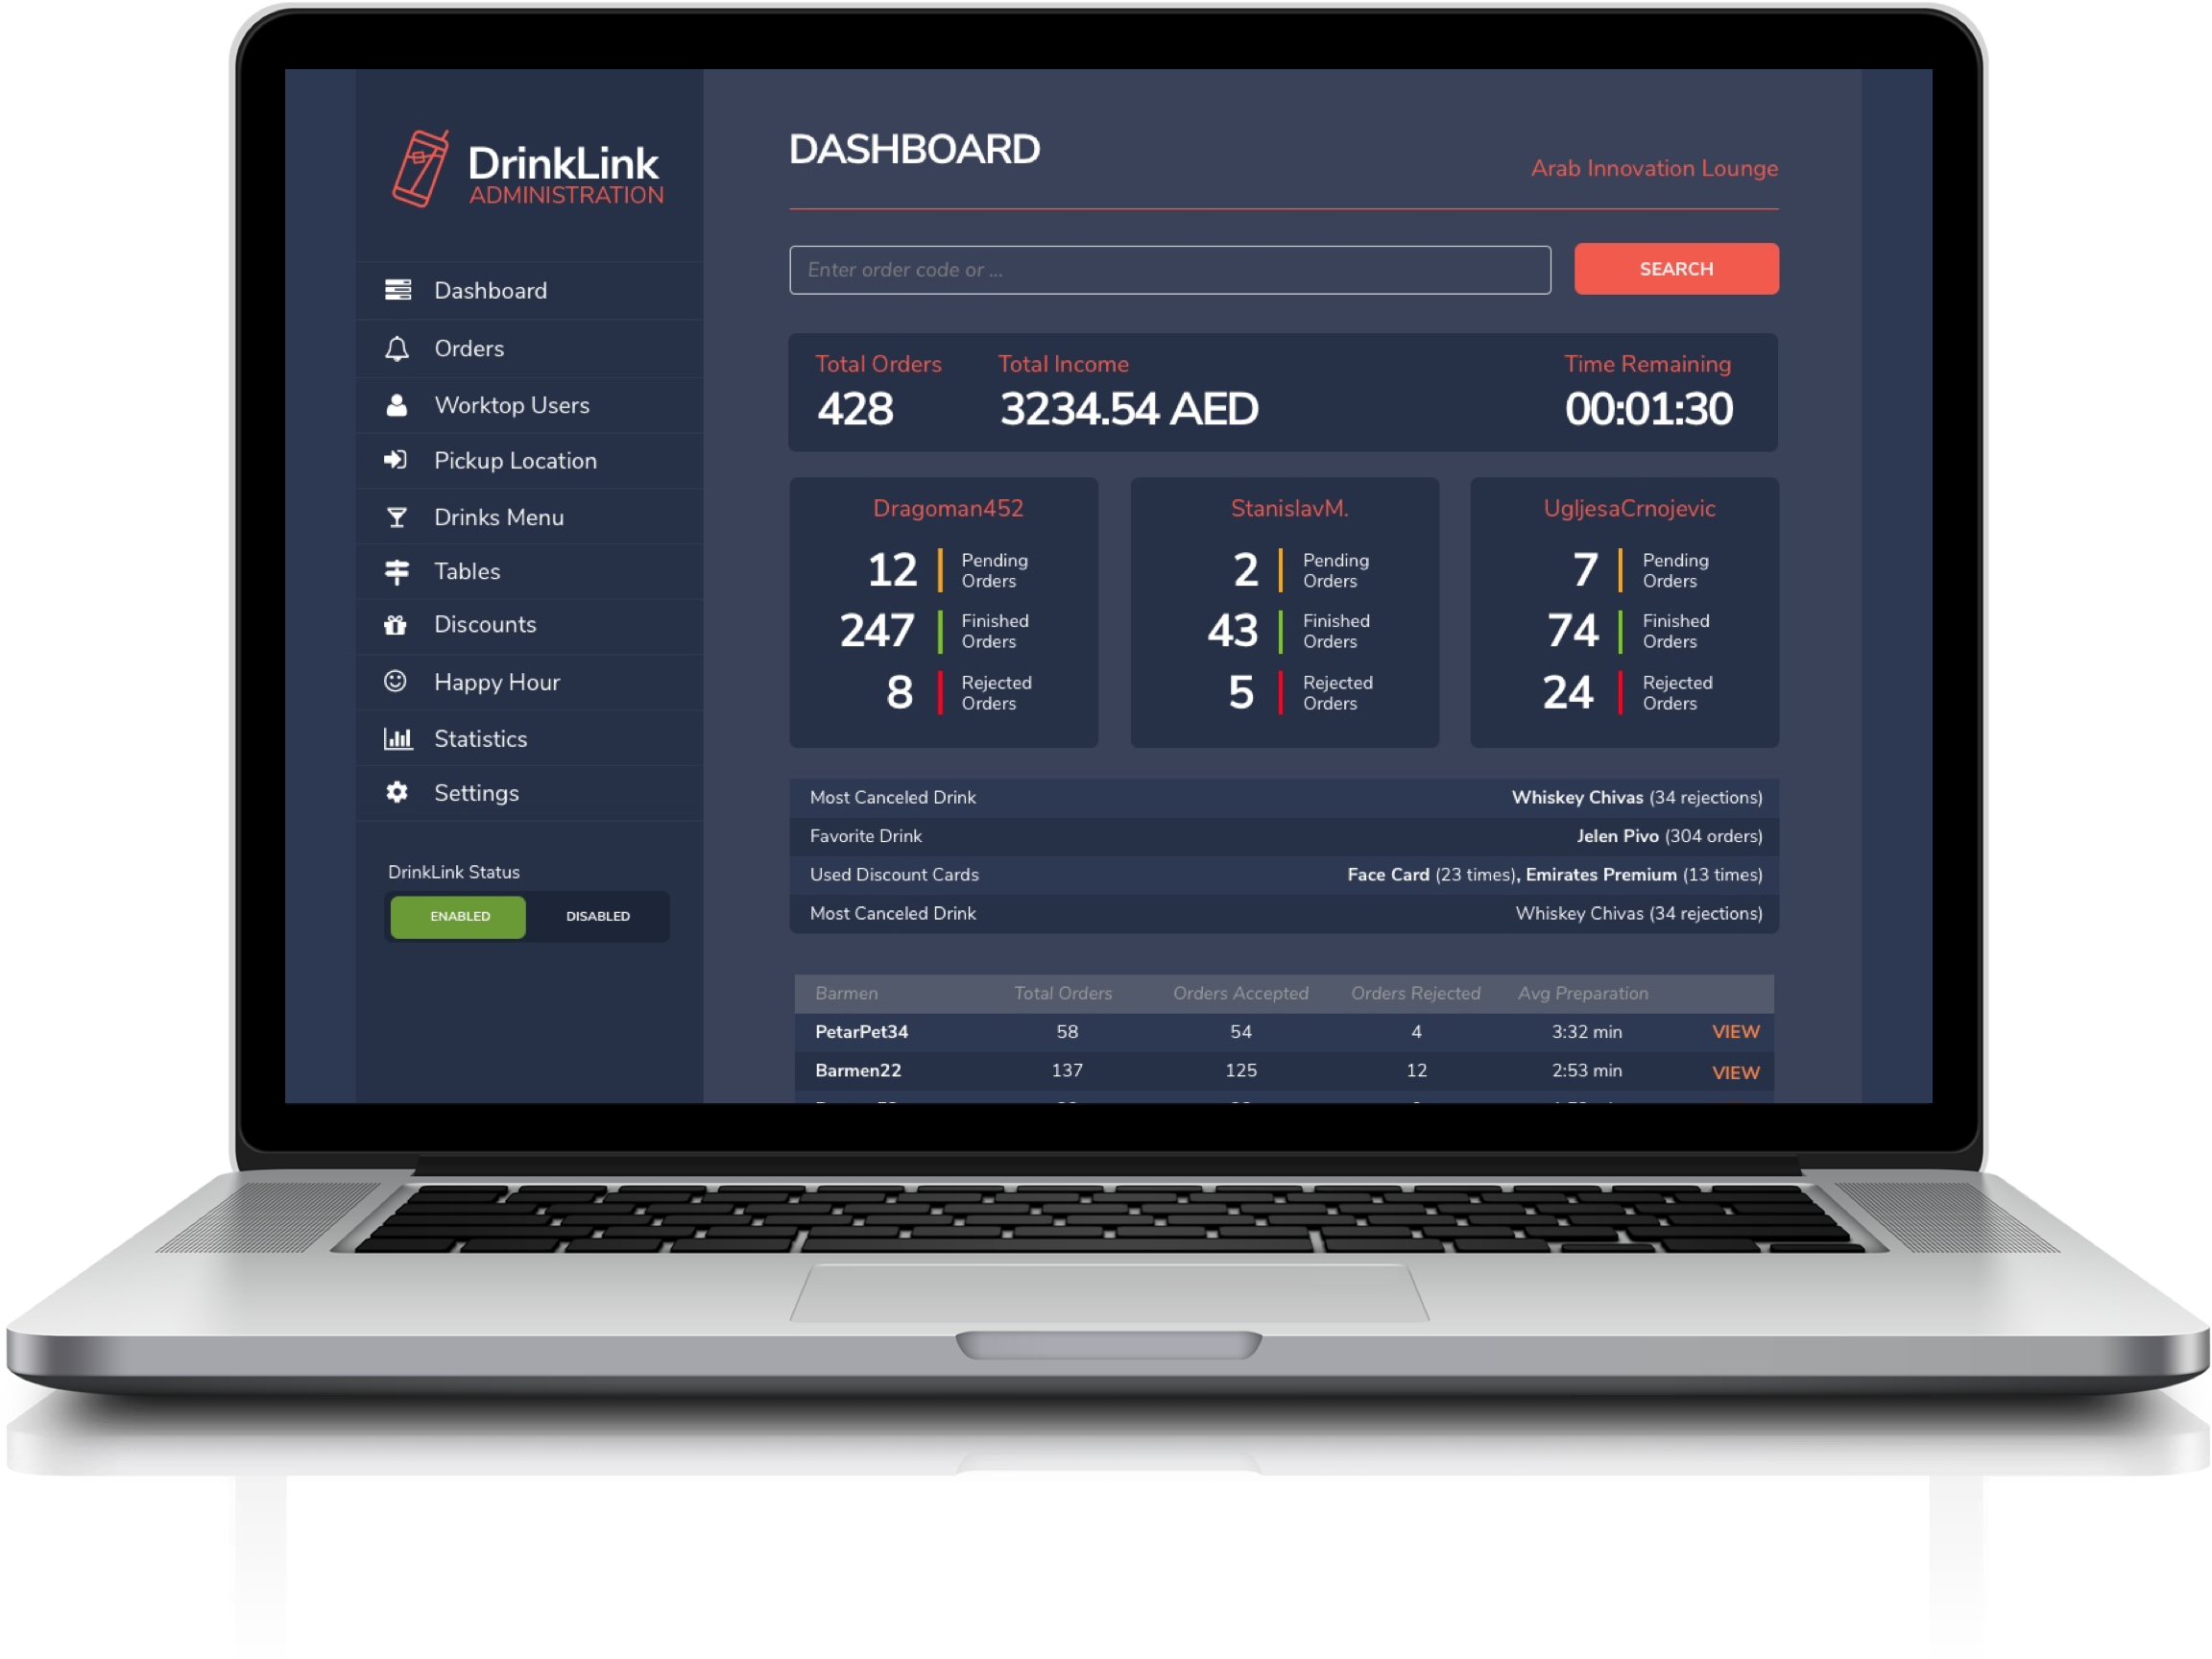 DrinkLink
ADMINISTRATION
Dashboard
Orders
Worktop Users
Pickup Location
Drinks Menu
Tables
Discounts
Happy Hour
Statistics
Settings
DrinkLink Status
ENABLED DISABLED
DASHBOARD
Arab Innovation Lounge
Enter order code or ...
SEARCH
Total Orders Total Income Time Remaining
428 3234.54 AED 00:01:30
Dragoman452
12 Pending
Orders
247 Finished
Orders
8 Rejected
Orders
StanislavM.
2 Pending
Orders
43 Finished
Orders
5 Rejected
Orders
UgljesaCrnojevic
7 Pending
Orders
74 Finished
Orders
24 Rejected
Orders
Most Canceled Drink Whiskey Chivas (34 rejections)
Favorite Drink Jelen Pivo (304 orders)
Used Discount Cards Face Card (23 times), Emirates Premium (13 times)
Most Canceled Drink Whiskey Chivas (34 rejections)
Barmen Total Orders Orders Accepted Orders Rejected Avg Preparation
PetarPet34 58 54 4 3:32 min VIEW
Barmen22 137 125 12 2:53 min VIEW